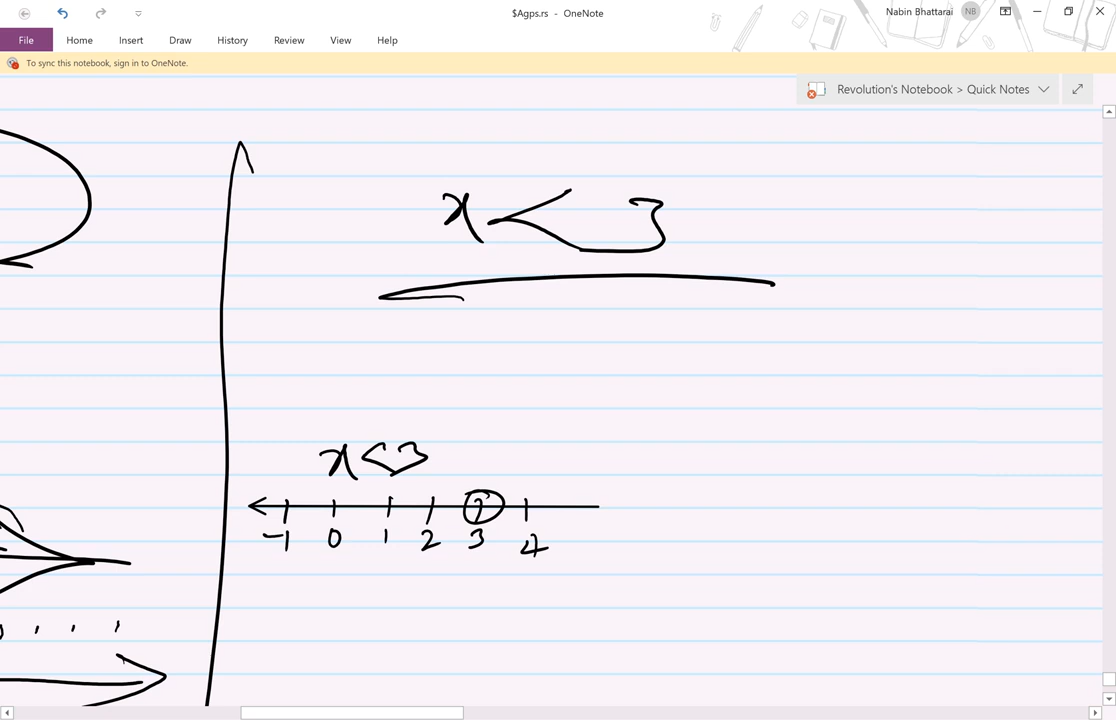 $Agps.rs - OneNote
Nabin Bhattarai NB
File Home Insert Draw History Review View Help
To sync this notebook, sign in to OneNote.
Revolution's Notebook > Quick Notes
x < 3
x < 3
-1 0 1 2 3 4